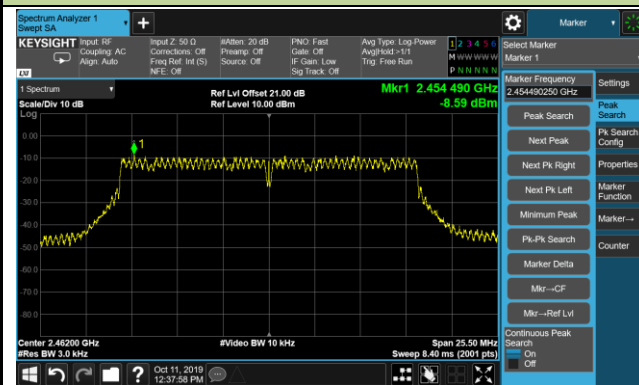 Spectrum Analyzer 1
Swept SA
+
Marker
KEYSIGHT
Input: RF
Coupling: AC
Align: Auto
Input Z: 50 Ω
Corrections: Off
Freq Ref: Int (S)
NFE: Off
#Atten: 20 dB
Preamp: Off
Source: Off
PNO: Fast
Gate: Off
IF Gain: Low
Sig Track: Off
Avg Type: Log-Power
Avg|Hold:>1/1
Trig: Free Run
1 2 3 4 5 6
M W W W W W
P N N N N N
LXI
Select Marker
Marker 1
Marker Frequency
2.454490250 GHz
Peak Search
Next Peak
Next Pk Right
Next Pk Left
Minimum Peak
Pk-Pk Search
Marker Delta
Mkr→CF
Mkr→Ref Lvl
Continuous Peak
Search
On
Off
Settings
Peak
Search
Pk Search
Config
Properties
Marker
Function
Marker→
Counter
1 Spectrum
Scale/Div 10 dB
Log
Ref Lvl Offset 21.00 dB
Ref Level 10.00 dBm
Mkr1 2.454 490 GHz
-8.59 dBm
1
0.00
-10.0
-20.0
-30.0
-40.0
-50.0
-60.0
-70.0
-80.0
Center 2.46200 GHz
#Res BW 3.0 kHz
#Video BW 10 kHz
Span 25.50 MHz
Sweep 8.40 ms (2001 pts)
?
Oct 11, 2019
12:37:58 PM